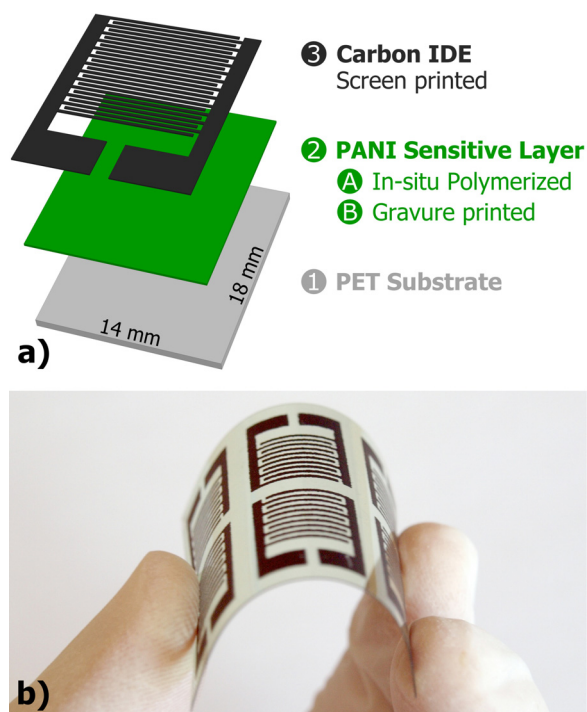 ❸ Carbon IDE
Screen printed
❷ PANI Sensitive Layer
Ⓐ In-situ Polymerized
Ⓑ Gravure printed
❶ PET Substrate
18 mm
14 mm
a)
b)